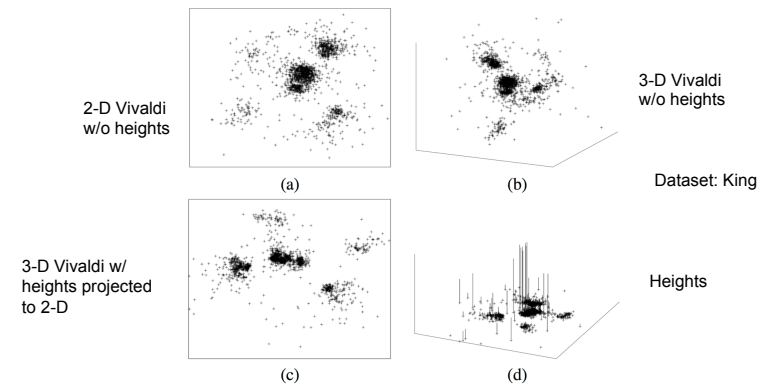 2-D Vivaldi
w/o heights
(a)
(b)
3-D Vivaldi
w/o heights
Dataset: King
3-D Vivaldi w/
heights projected
to 2-D
(c)
(d)
Heights